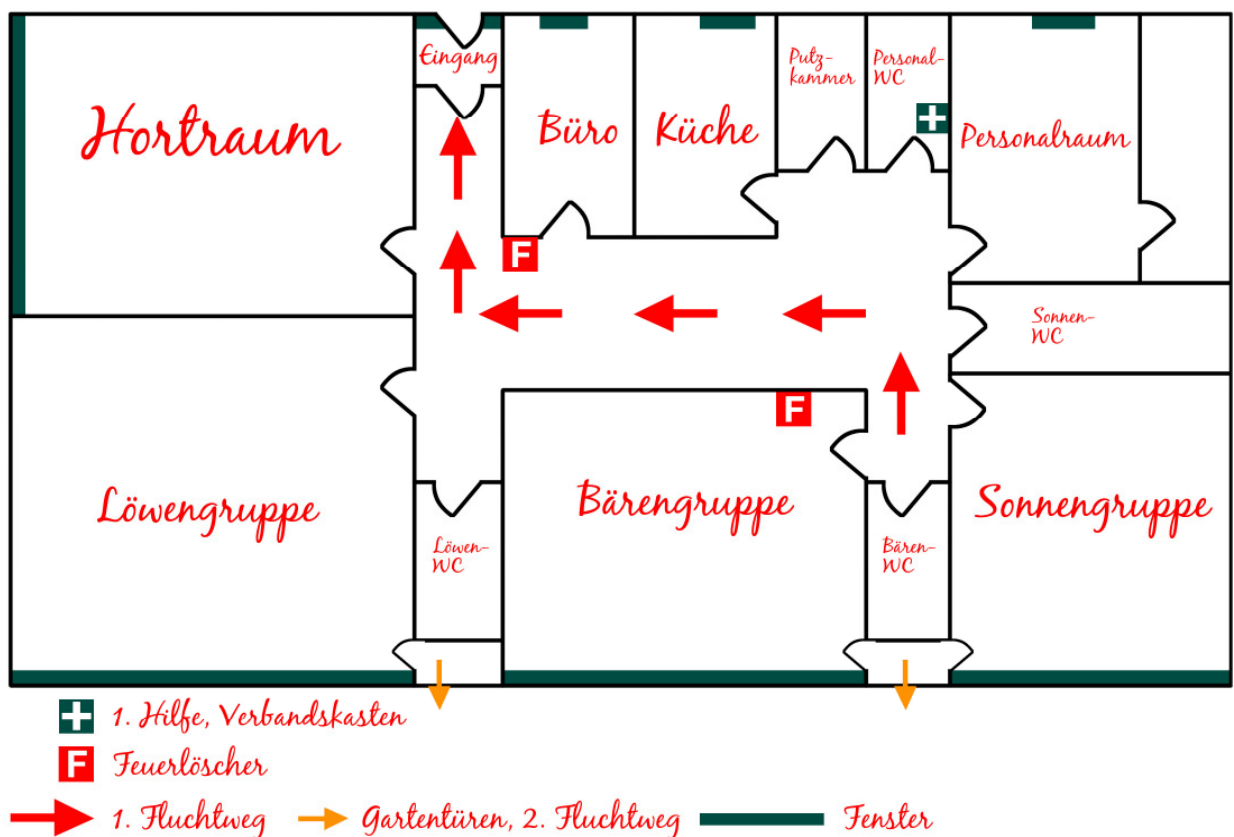 Eingang
Hortraum
Büro
Küche
Putz-
kammer
Personal-
WC
Personalraum
F
Sonnen-
WC
F
Löwengruppe
Bärengruppe
Sonnengruppe
Löwen-
WC
Bären-
WC
1. Hilfe, Verbandskasten
F Feuerlöscher
1. Fluchtweg
Gartentüren, 2. Fluchtweg
Fenster